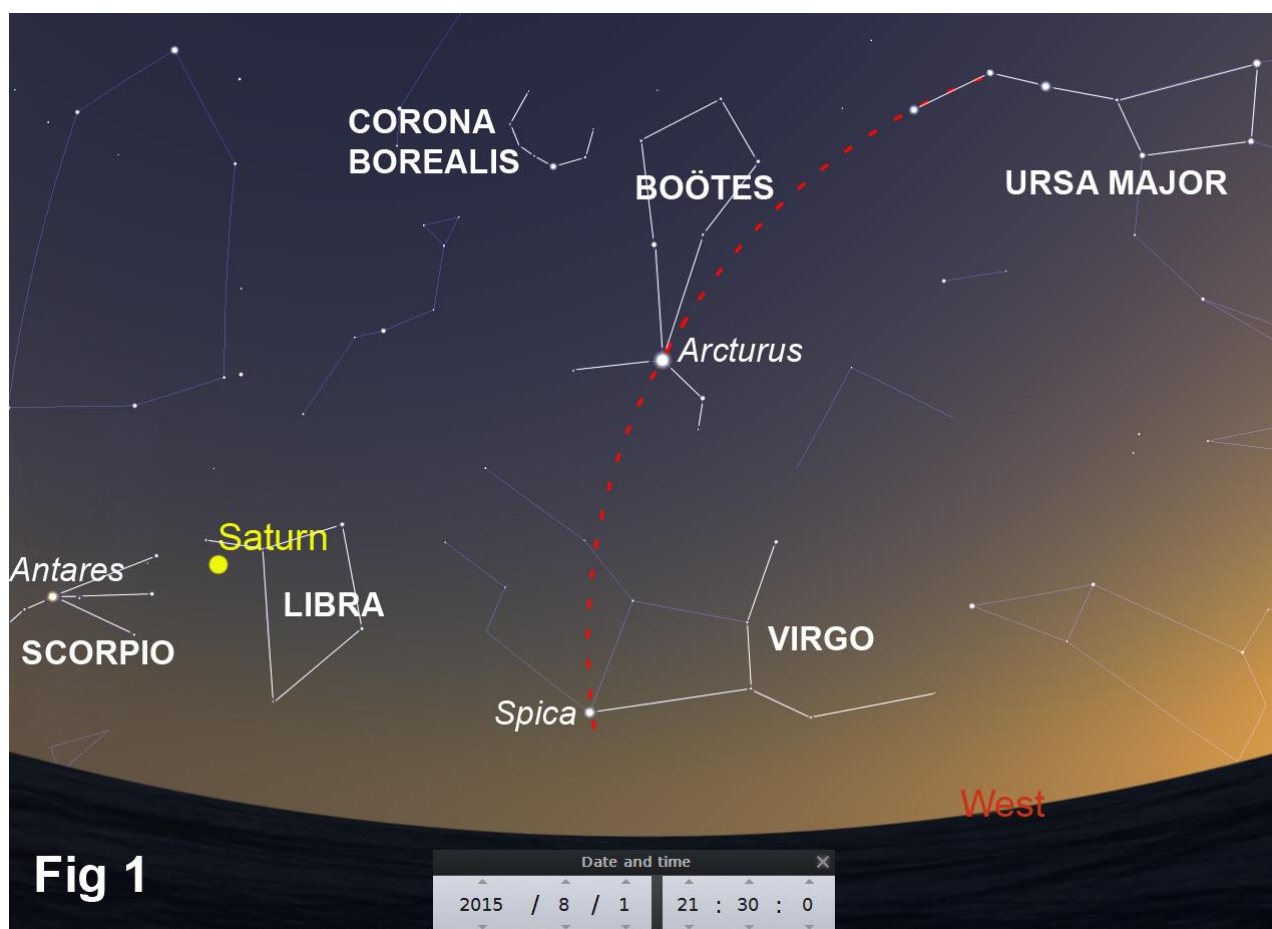 CORONA
BOREALIS
BOÖTES
URSA MAJOR
Arcturus
Saturn
Antares
LIBRA
SCORPIO
VIRGO
Spica
West
Fig 1
Date and time
2015 / 8 / 1 21 : 30 : 0